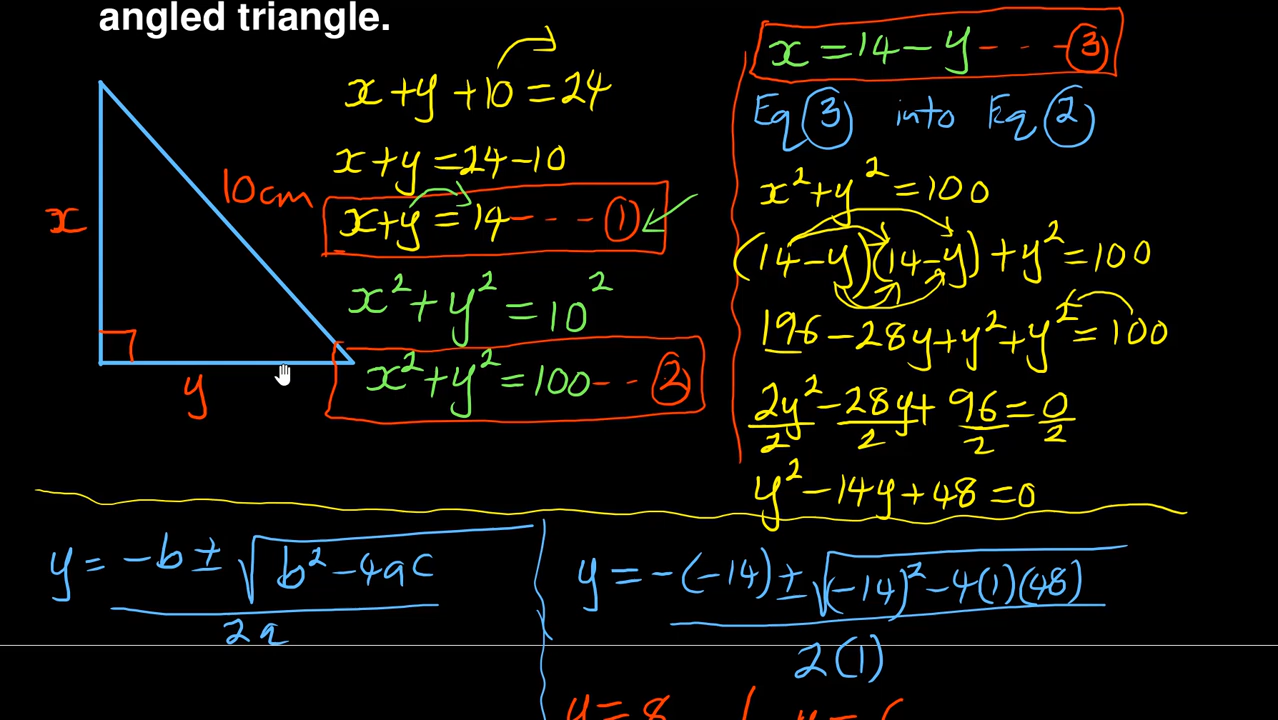 angled triangle.
x
10cm
y
x+y+10=24
x+y=24-10
x+y=14---①
x²+y²=10²
x²+y²=100--②
x=14-y----③
Eq ③ into Eq ②
x²+y²=100
(14-y)(14-y)+y²=100
196-28y+y²+y²=100
2y²/2-28y/2+96/2=0/2
y²-14y+48=0
y=(-b±√(b²-4ac))/2a
y=(-(-14)±√((-14)²-4(1)(48)))/2(1)
y=8